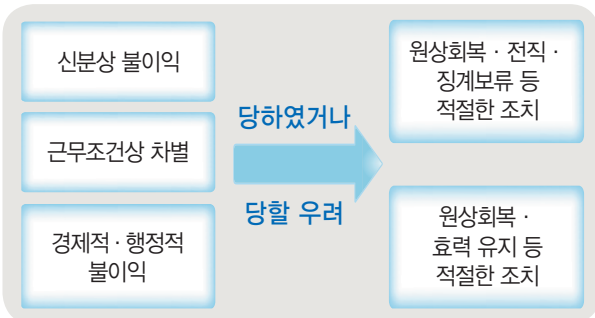 신분상 불이익
근무조건상 차별
경제적 · 행정적
불이익
당하였거나
당할 우려
원상회복 · 전직 ·
징계보류 등
적절한 조치
원상회복 ·
효력 유지 등
적절한 조치